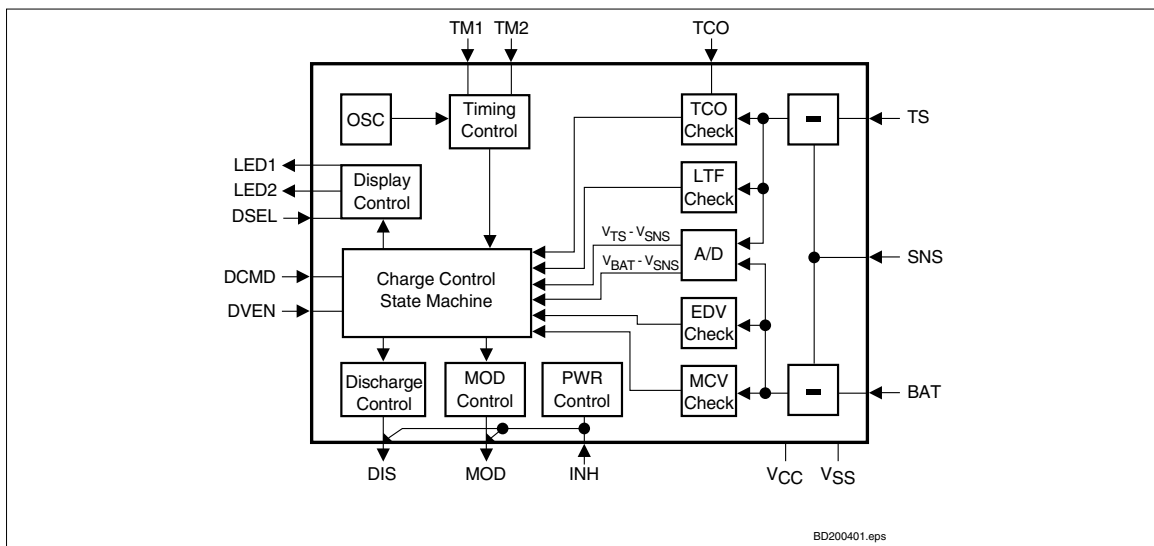 TM1 TM2 TCO
OSC
Timing
Control
TCO
Check
-
TS
LED1
LED2
DSEL
Display
Control
LTF
Check
VTS - VSNS
VBAT - VSNS
A/D
SNS
DCMD
DVEN
Charge Control
State Machine
EDV
Check
Discharge
Control
MOD
Control
PWR
Control
MCV
Check
-
BAT
DIS MOD INH VCC VSS
BD200401.eps